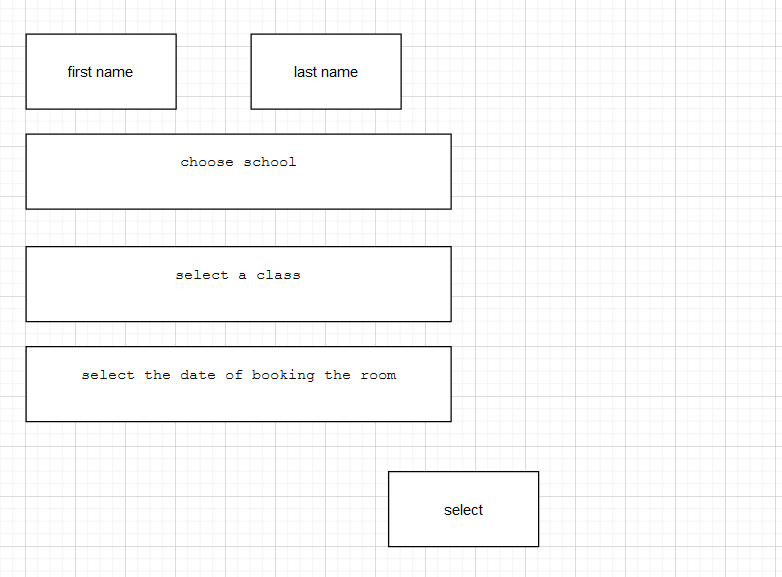 first name
last name
choose school
select a class
select the date of booking the room
select